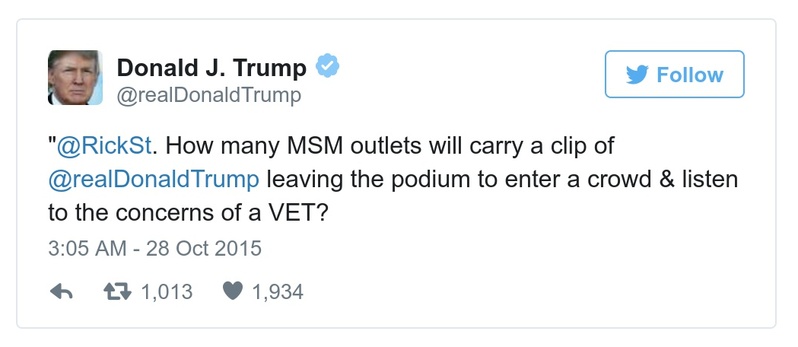 Donald J. Trump
@realDonaldTrump
Follow
"@RickSt. How many MSM outlets will carry a clip of
@realDonaldTrump leaving the podium to enter a crowd & listen
to the concerns of a VET?
3:05 AM - 28 Oct 2015
1,013 1,934